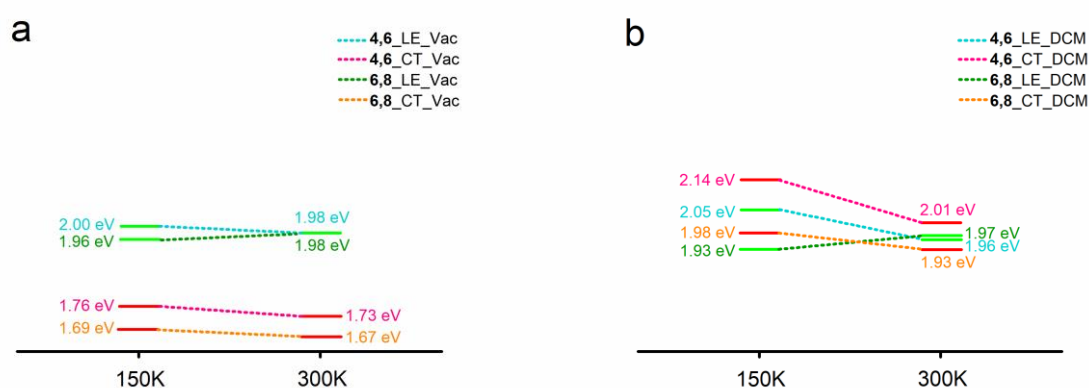 a
4,6_LE_Vac
4,6_CT_Vac
6,8_LE_Vac
6,8_CT_Vac
2.00 eV
1.98 eV
1.96 eV
1.98 eV
1.76 eV
1.73 eV
1.69 eV
1.67 eV
150K
300K
b
4,6_LE_DCM
4,6_CT_DCM
6,8_LE_DCM
6,8_CT_DCM
2.14 eV
2.01 eV
2.05 eV
1.98 eV
1.97 eV
1.93 eV
1.96 eV
1.93 eV
150K
300K